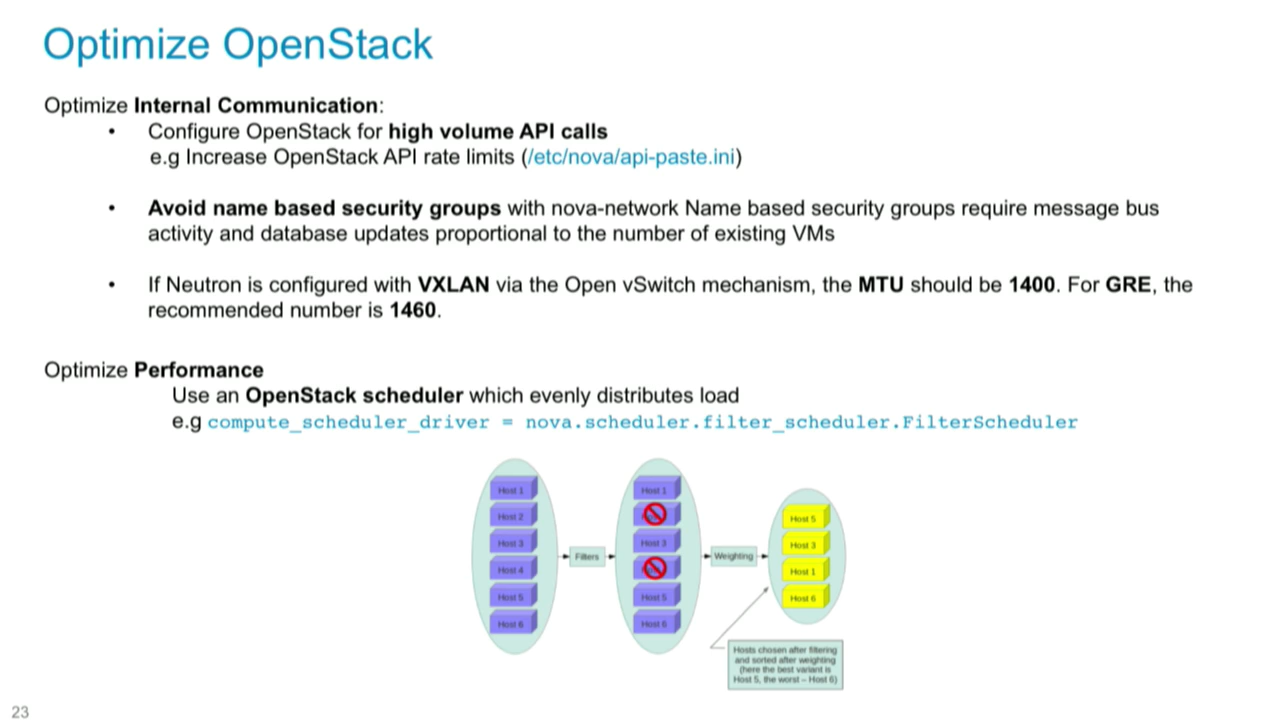 Optimize OpenStack
Optimize Internal Communication:
• Configure OpenStack for high volume API calls
e.g Increase OpenStack API rate limits (/etc/nova/api-paste.ini)
• Avoid name based security groups with nova-network Name based security groups require message bus
activity and database updates proportional to the number of existing VMs
• If Neutron is configured with VXLAN via the Open vSwitch mechanism, the MTU should be 1400. For GRE, the
recommended number is 1460.
Optimize Performance
Use an OpenStack scheduler which evenly distributes load
e.g compute_scheduler_driver = nova.scheduler.filter_scheduler.FilterScheduler
Host 1
Host 2
Host 3
Host 4
Host 5
Host 6
Filters
Host 1
Host 3
Host 5
Host 6
Weighting
Host 5
Host 3
Host 1
Host 6
Hosts chosen after filtering
and sorted after weighting
(here the best variant is
Host 5, the worst – Host 6)
23